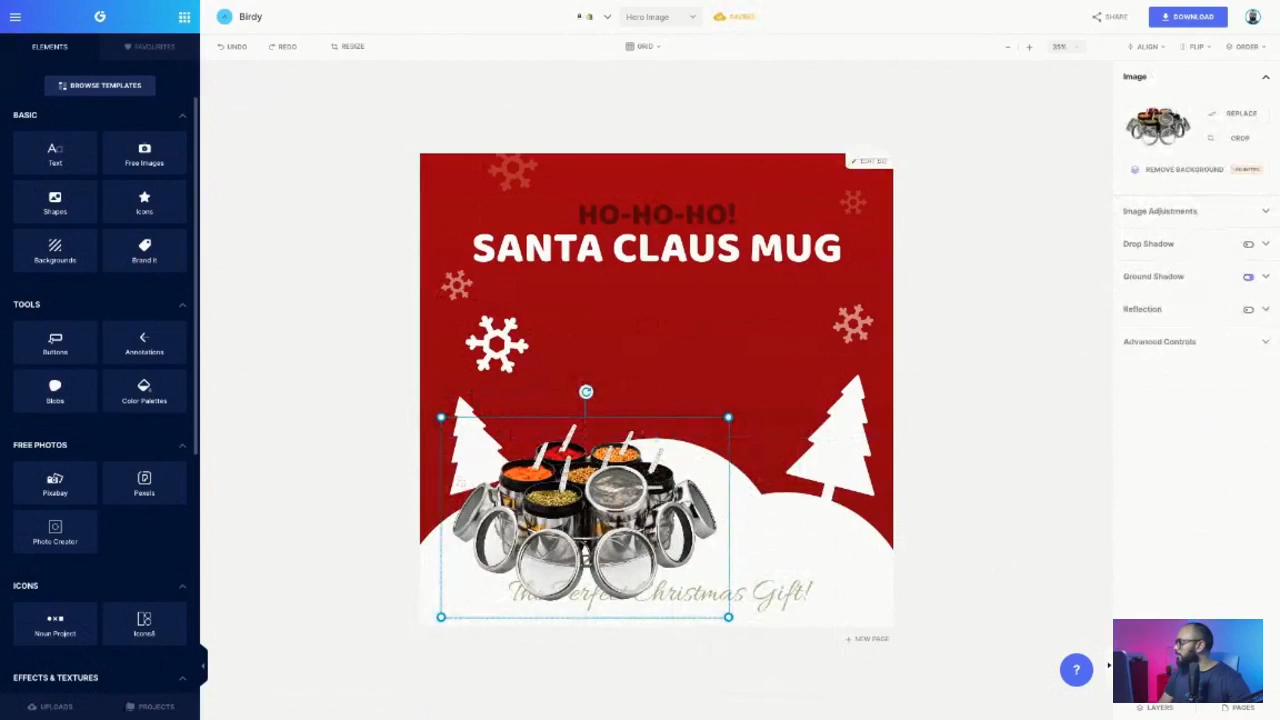 Birdy
Hero Image
SHARE
DOWNLOAD
ELEMENTS
FAVOURITES
UNDO
REDO
RESIZE
GRID
35%
ALIGN
FLIP
ORDER
BROWSE TEMPLATES
BASIC
Text
Free Images
Shapes
Icons
Backgrounds
Brand it
TOOLS
Buttons
Annotations
Blobs
Color Palettes
FREE PHOTOS
Pixabay
Pexels
Photo Creator
ICONS
Noun Project
Icons8
EFFECTS & TEXTURES
UPLOADS
PROJECTS
HO-HO-HO!
SANTA CLAUS MUG
The Perfect Christmas Gift!
NEW PAGE
Image
REPLACE
CROP
REMOVE BACKGROUND
Image Adjustments
Drop Shadow
Ground Shadow
Reflection
Advanced Controls
?
LAYERS
PAGES